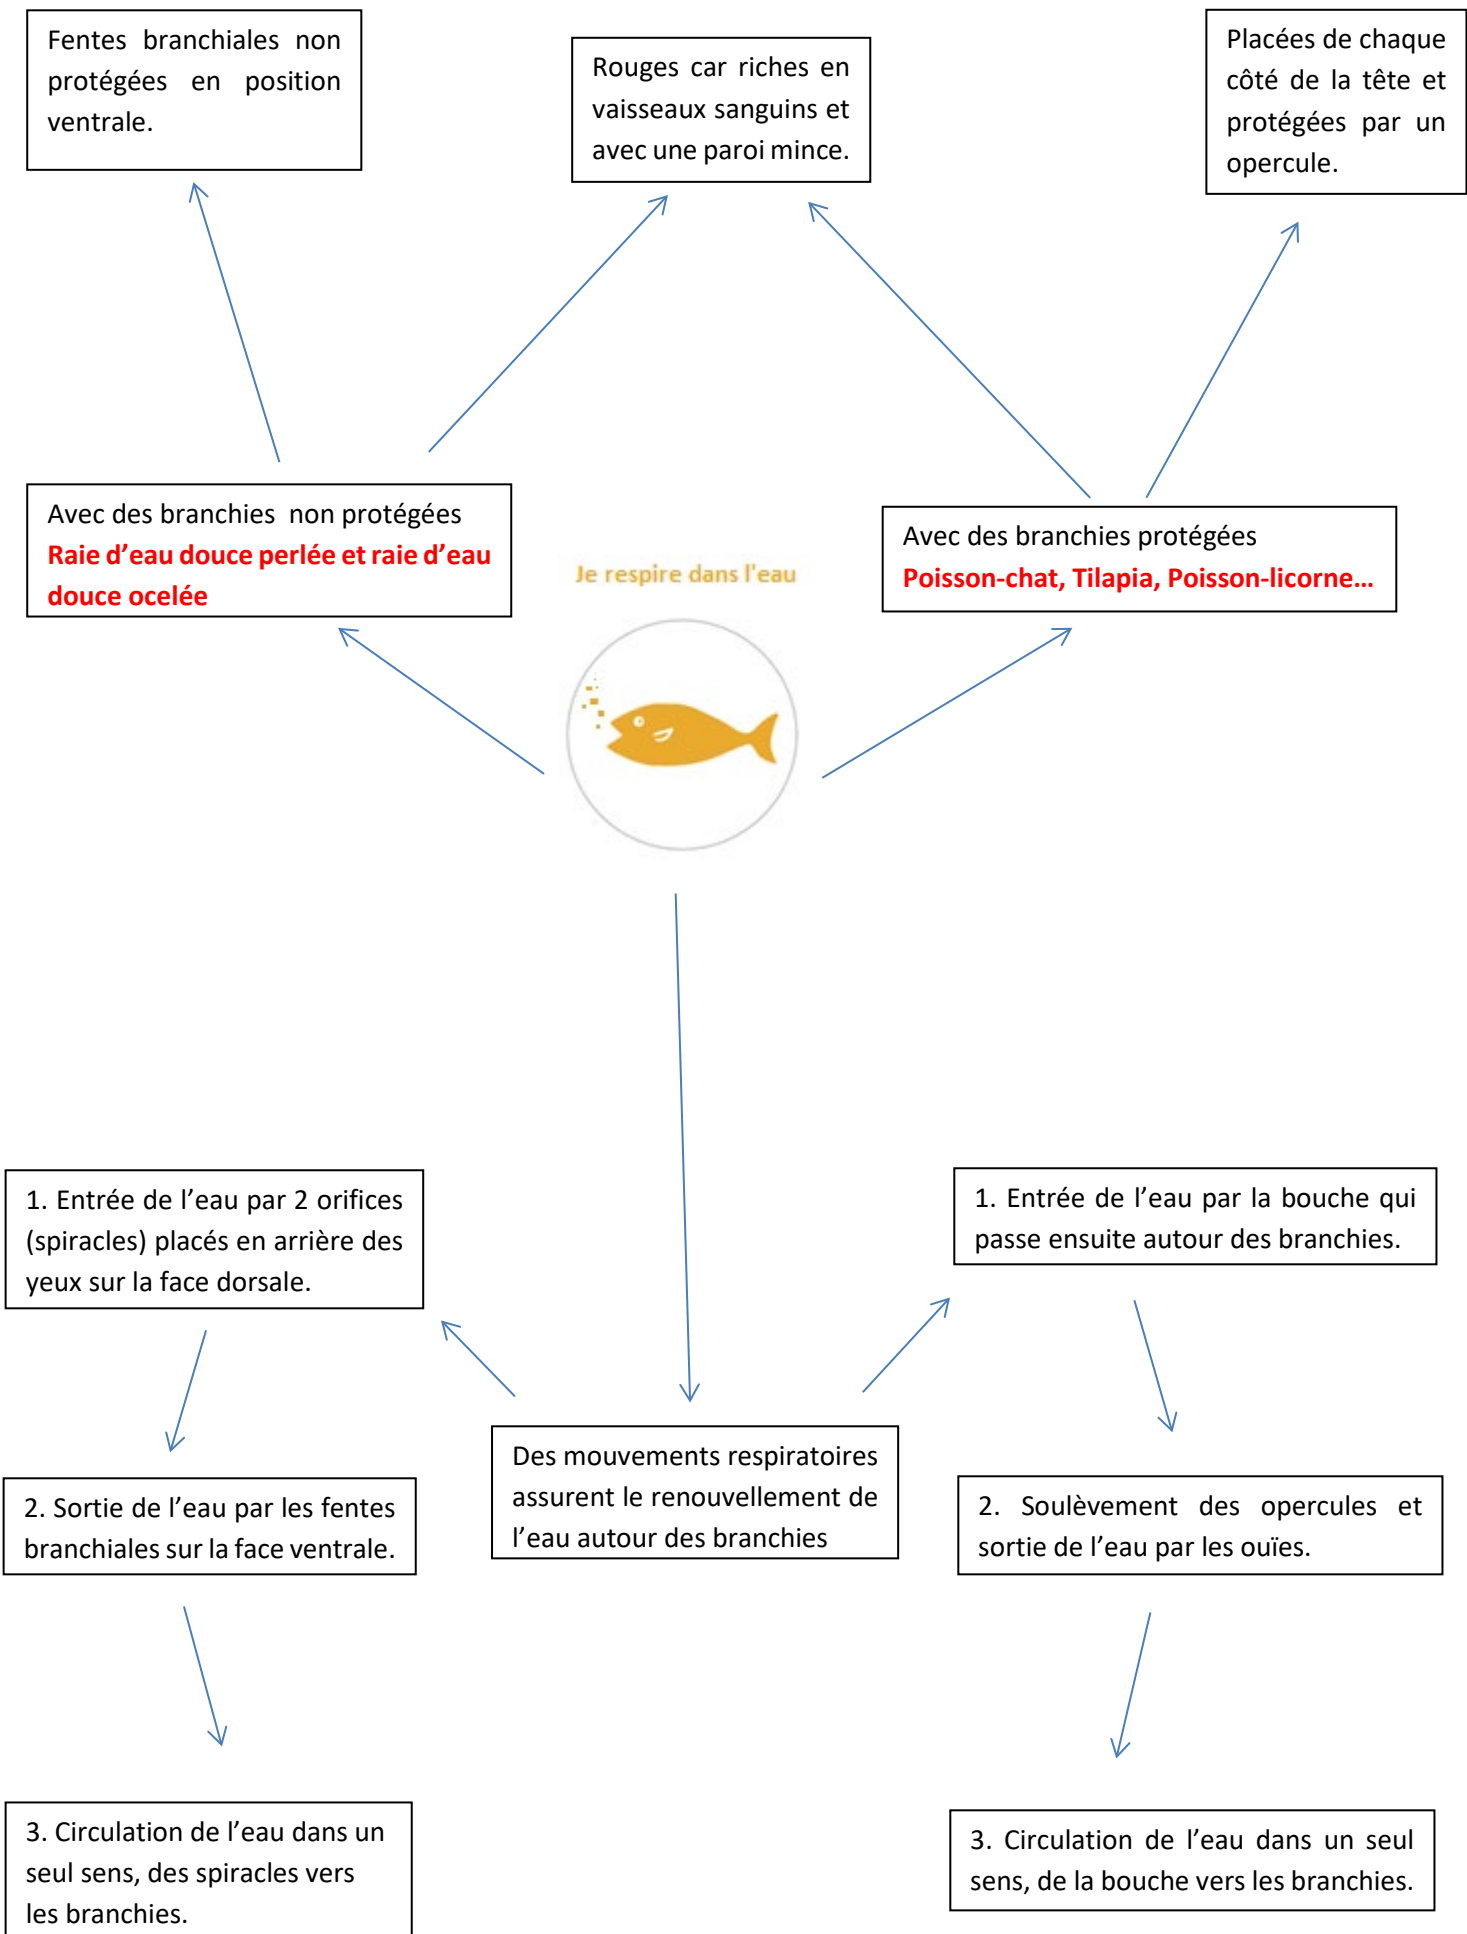 Fentes branchiales non
protégées en position
ventrale.
Rouges car riches en
vaisseaux sanguins et
avec une paroi mince.
Placées de chaque
côté de la tête et
protégées par un
opercule.
Avec des branchies non protégées
Raie d’eau douce perlée et raie d’eau
douce ocelée
Je respire dans l'eau
Avec des branchies protégées
Poisson-chat, Tilapia, Poisson-licorne…
1. Entrée de l’eau par 2 orifices
(spiracles) placés en arrière des
yeux sur la face dorsale.
1. Entrée de l’eau par la bouche qui
passe ensuite autour des branchies.
Des mouvements respiratoires
assurent le renouvellement de
l’eau autour des branchies
2. Sortie de l’eau par les fentes
branchiales sur la face ventrale.
2. Soulèvement des opercules et
sortie de l’eau par les ouïes.
3. Circulation de l’eau dans un
seul sens, des spiracles vers
les branchies.
3. Circulation de l’eau dans un seul
sens, de la bouche vers les branchies.